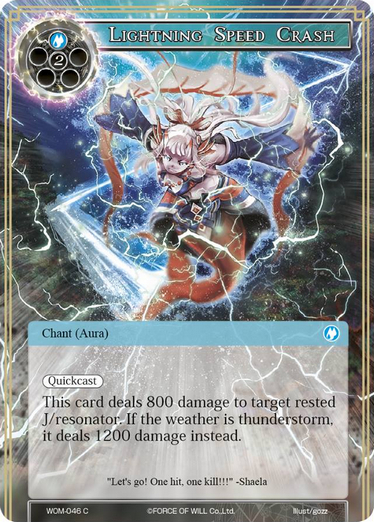 Lightning Speed Crash
2
Chant (Aura)
Quickcast
This card deals 800 damage to target rested
J/resonator. If the weather is thunderstorm,
it deals 1200 damage instead.
"Let's go! One hit, one kill!!!" -Shaela
WOM-046 C ©FORCE OF WILL Co.,Ltd. Illust/gozz